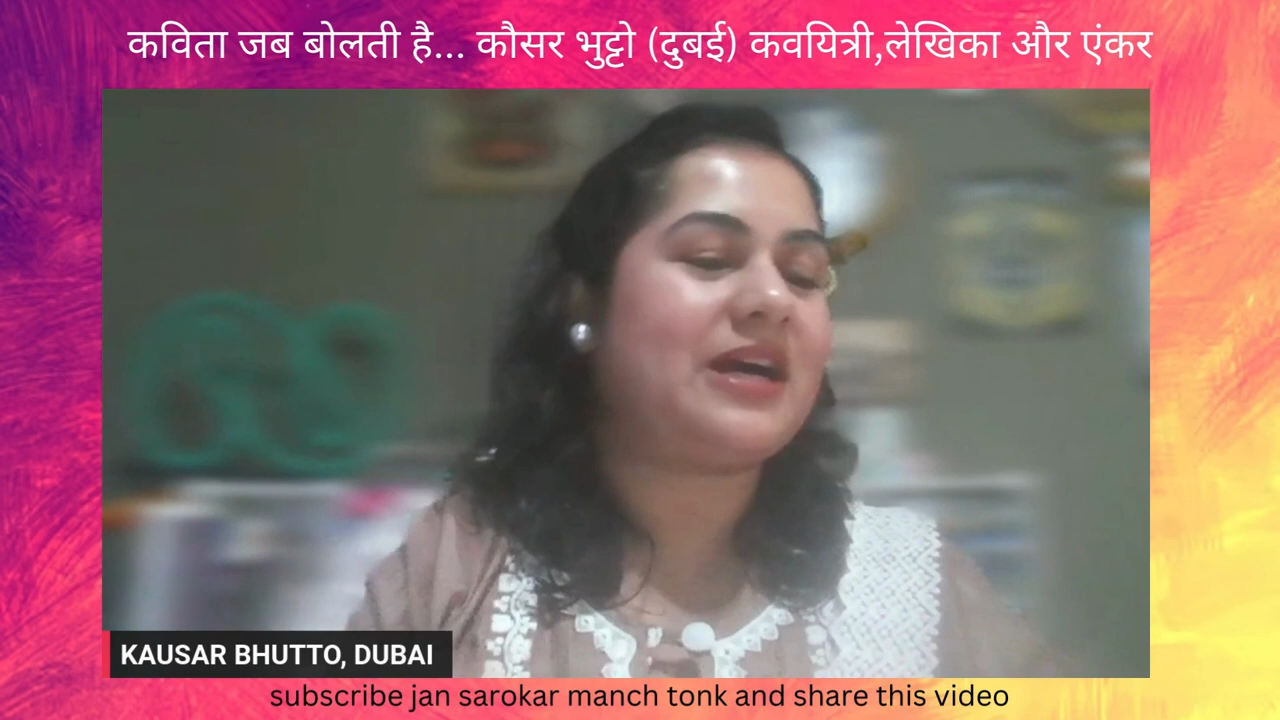 कविता जब बोलती है... कौसर भुट्टो (दुबई) कवयित्री,लेखिका और एंकर
KAUSAR BHUTTO, DUBAI
subscribe jan sarokar manch tonk and share this video